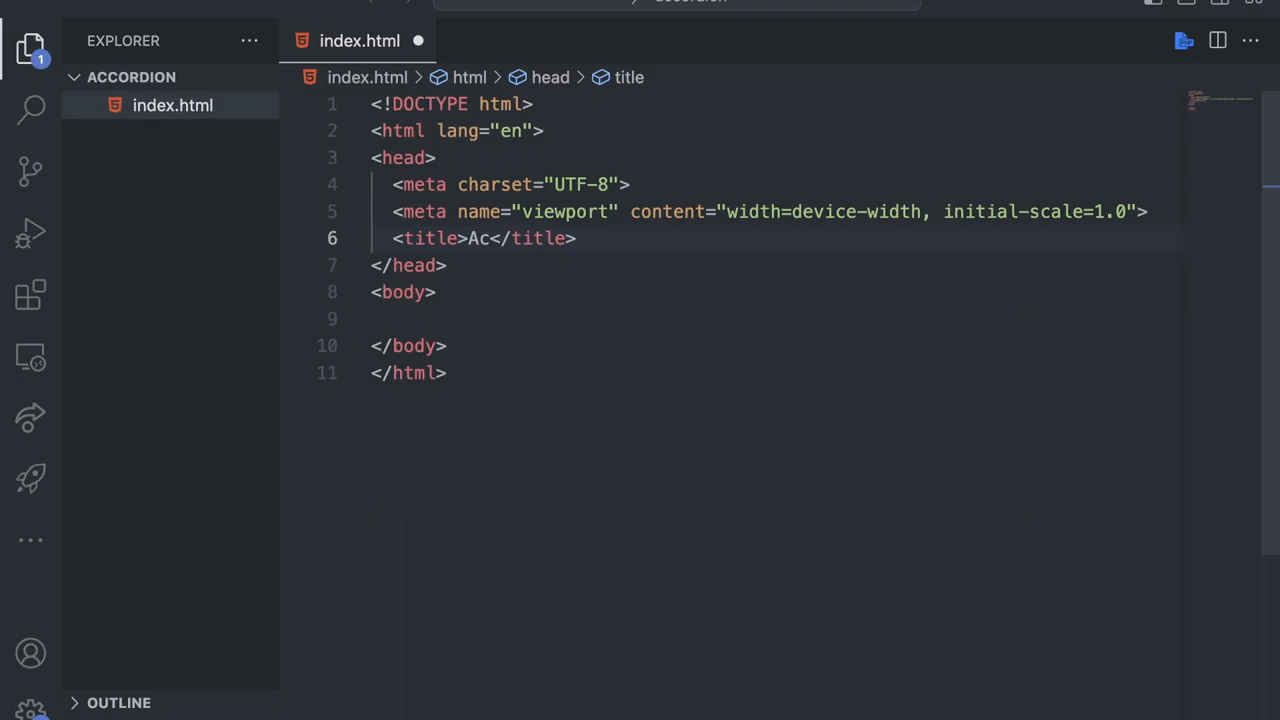 EXPLORER
index.html
1
ACCORDION
index.html > html > head > title
index.html
1 <!DOCTYPE html>
2 <html lang="en">
3 <head>
4 <meta charset="UTF-8">
5 <meta name="viewport" content="width=device-width, initial-scale=1.0">
6 <title>Ac</title>
7 </head>
8 <body>
9
10 </body>
11 </html>
OUTLINE